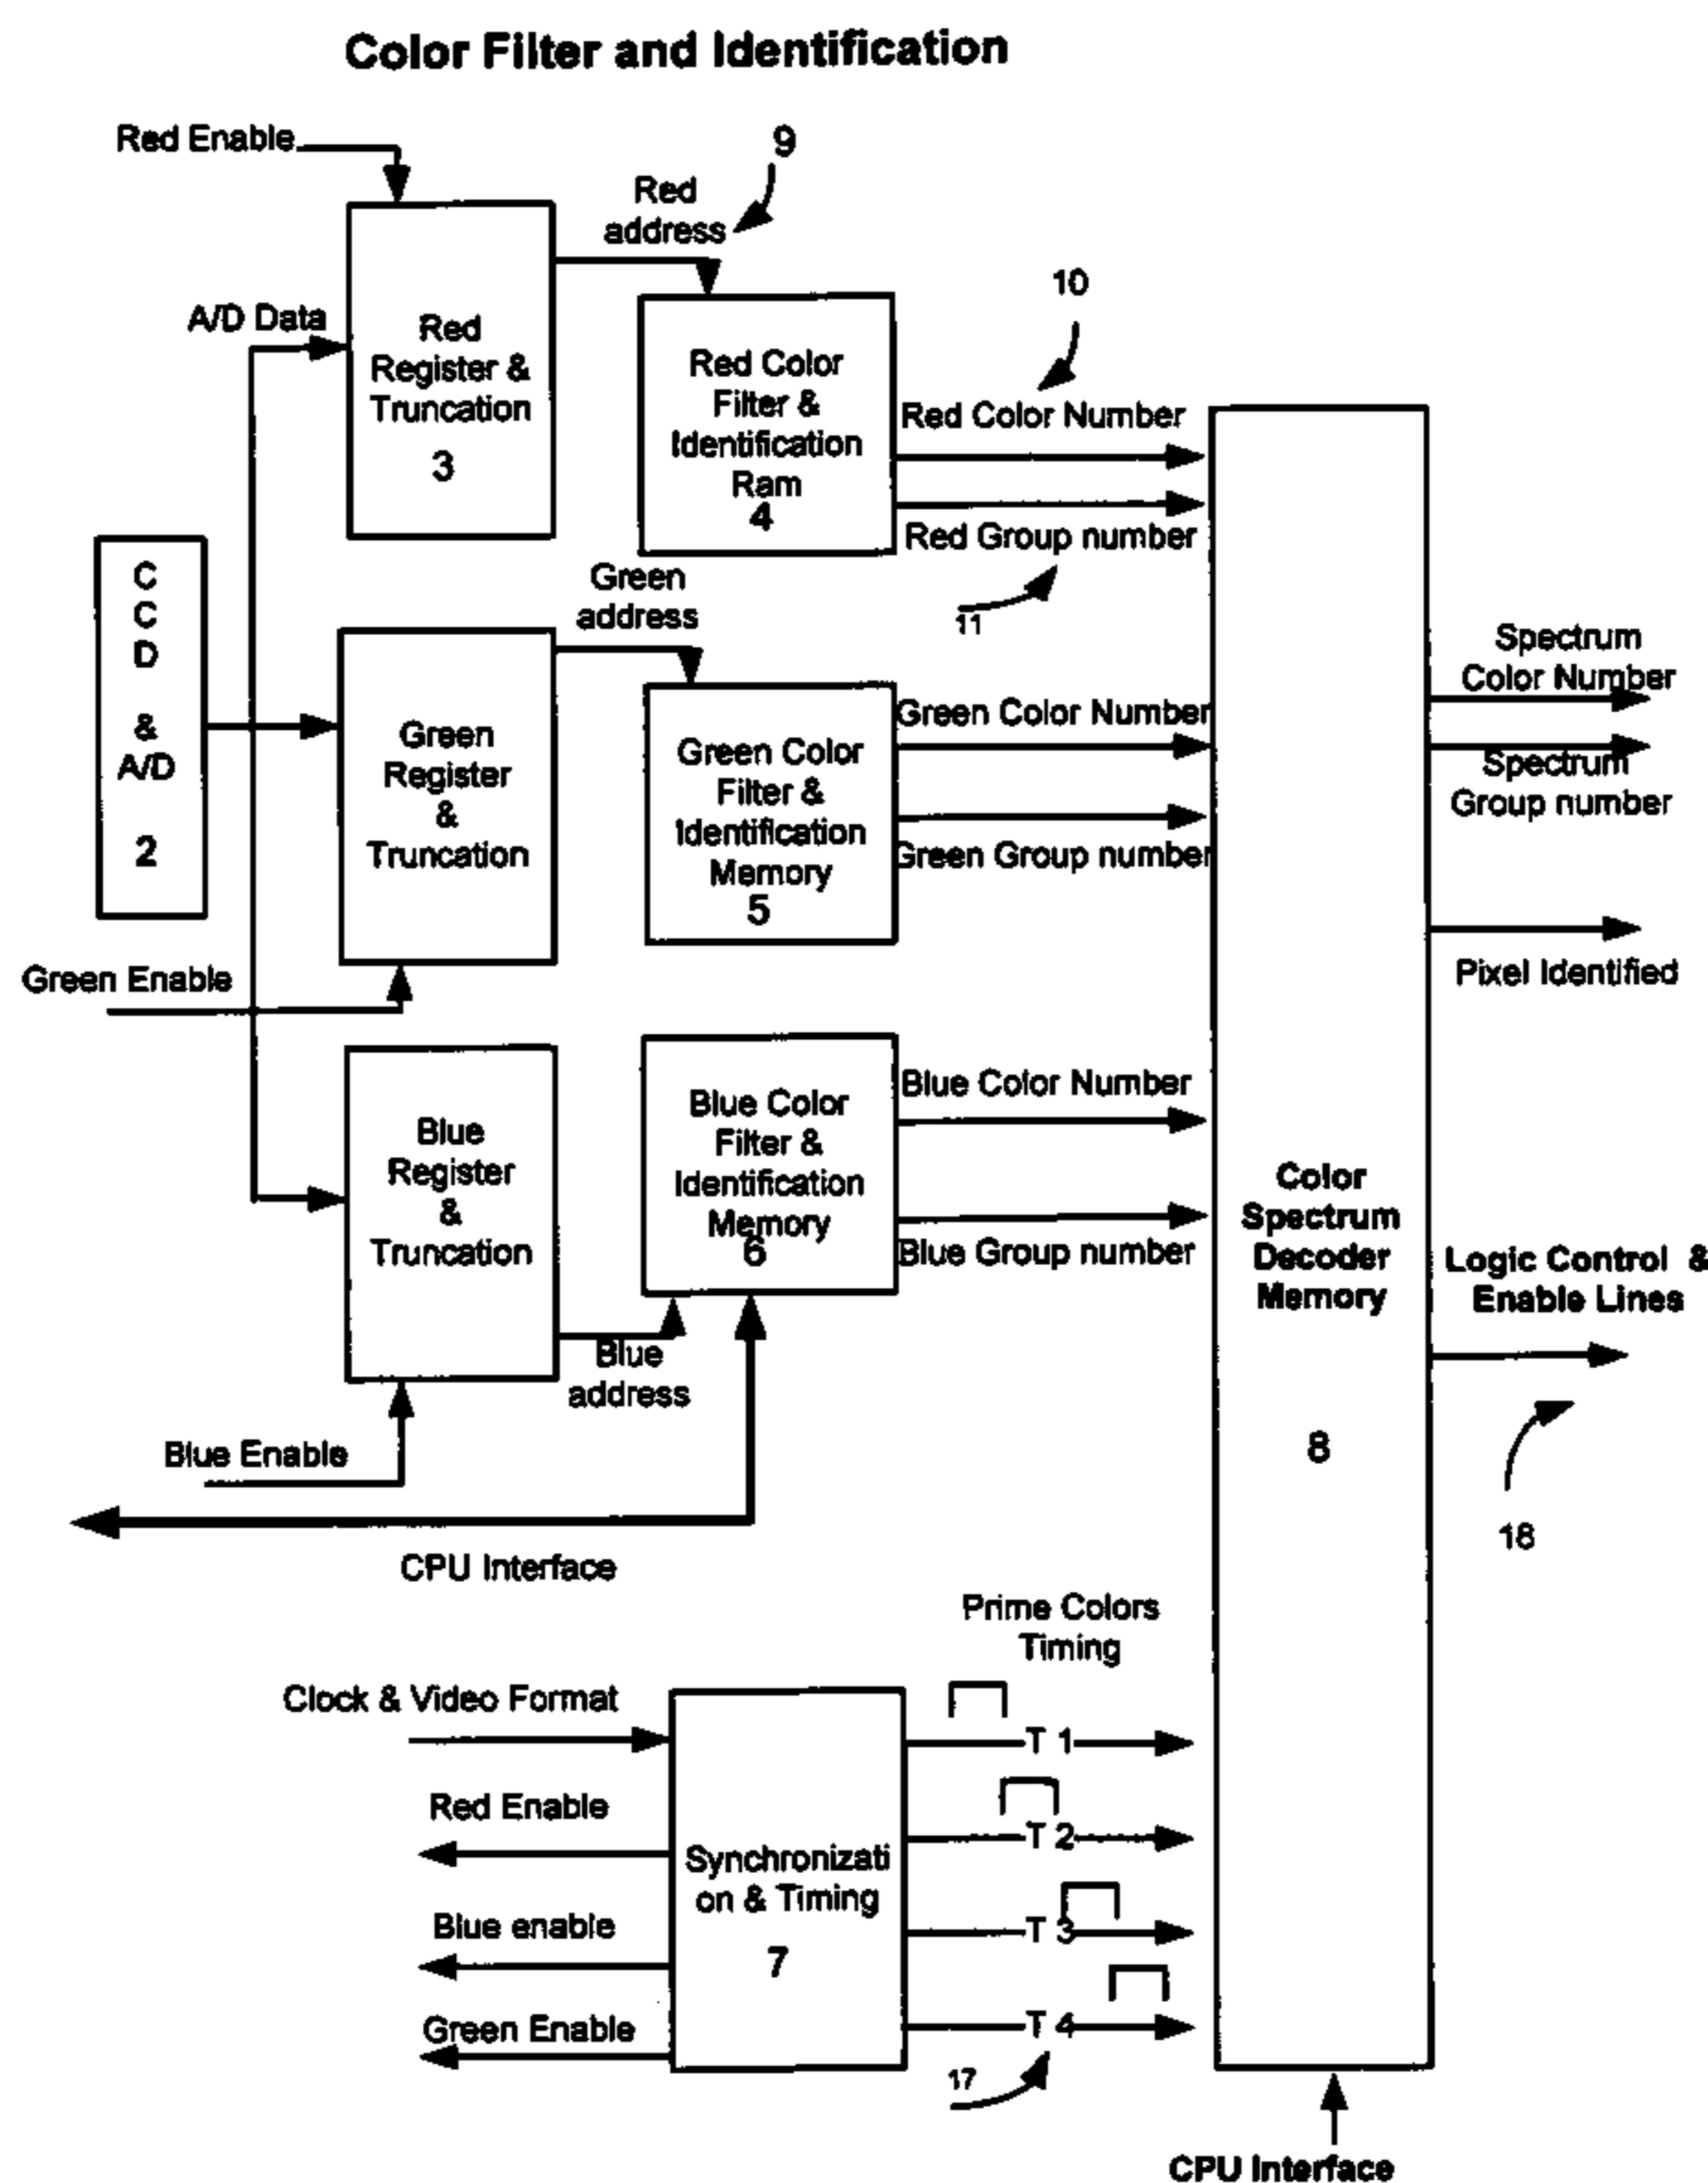 Color Filter and Identification
Red Enable
9
Red
address
10
A/D Data
Red
Register &
Truncation
3
Red Color
Filter &
Identification
Ram
4
Red Color Number
Red Group number
11
C
C
D
&
A/D
2
Green
address
Green
Register
&
Truncation
Green Color
Filter &
Identification
Memory
5
Green Color Number
Green Group number
Spectrum
Color Number
Spectrum
Group number
Pixel Identified
Green Enable
Blue
Register
&
Truncation
Blue Color
Filter &
Identification
Memory
6
Blue Color Number
Blue Group number
Color
Spectrum
Decoder
Memory
8
Logic Control &
Enable Lines
18
Blue
address
Blue Enable
CPU Interface
Prime Colors
Timing
Clock & Video Format
Red Enable
Blue enable
Green Enable
Synchronizati
on & Timing
7
T 1
T 2
T 3
T 4
17
CPU Interface